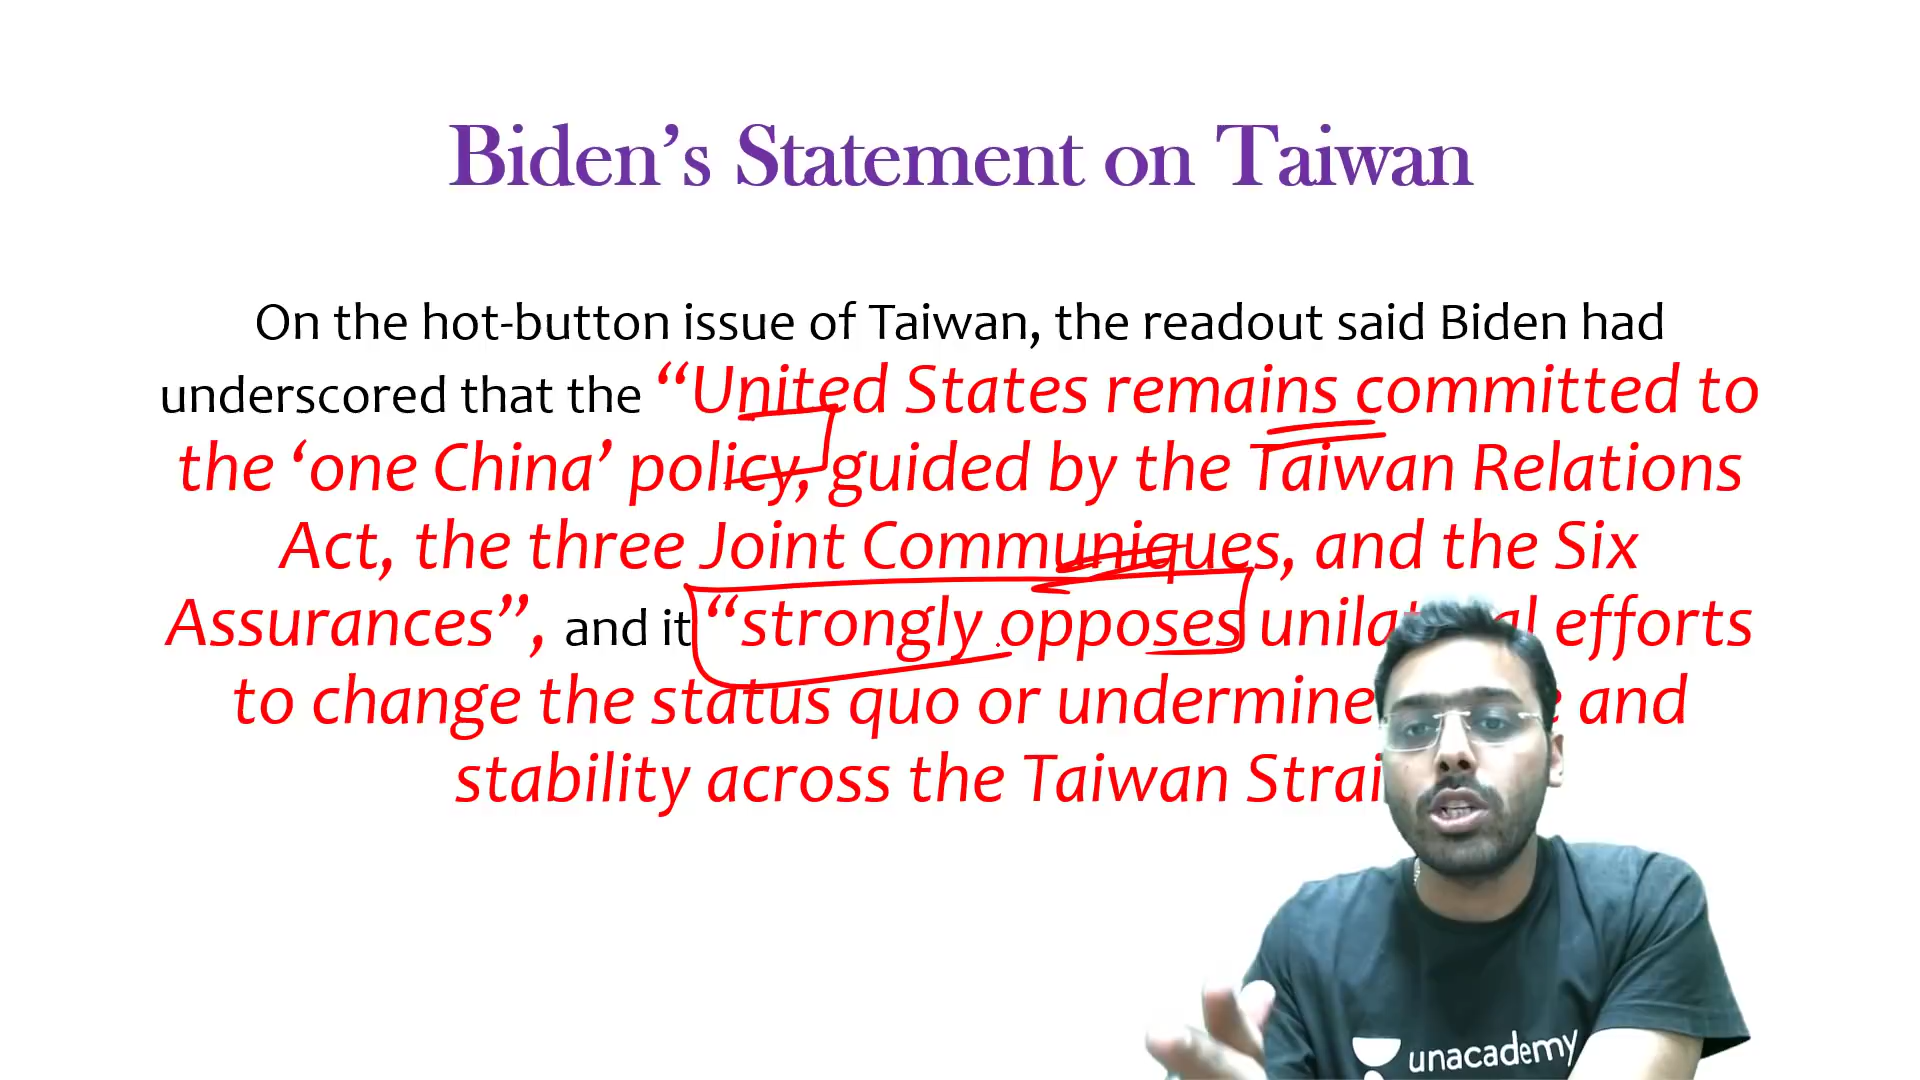 Biden’s Statement on Taiwan
On the hot-button issue of Taiwan, the readout said Biden had
underscored that the “United States remains committed to
the ‘one China’ policy, guided by the Taiwan Relations
Act, the three Joint Communiques, and the Six
Assurances”, and it “strongly opposes efforts
to change the status quo or undermine and
stability across the Taiwan
unacademy